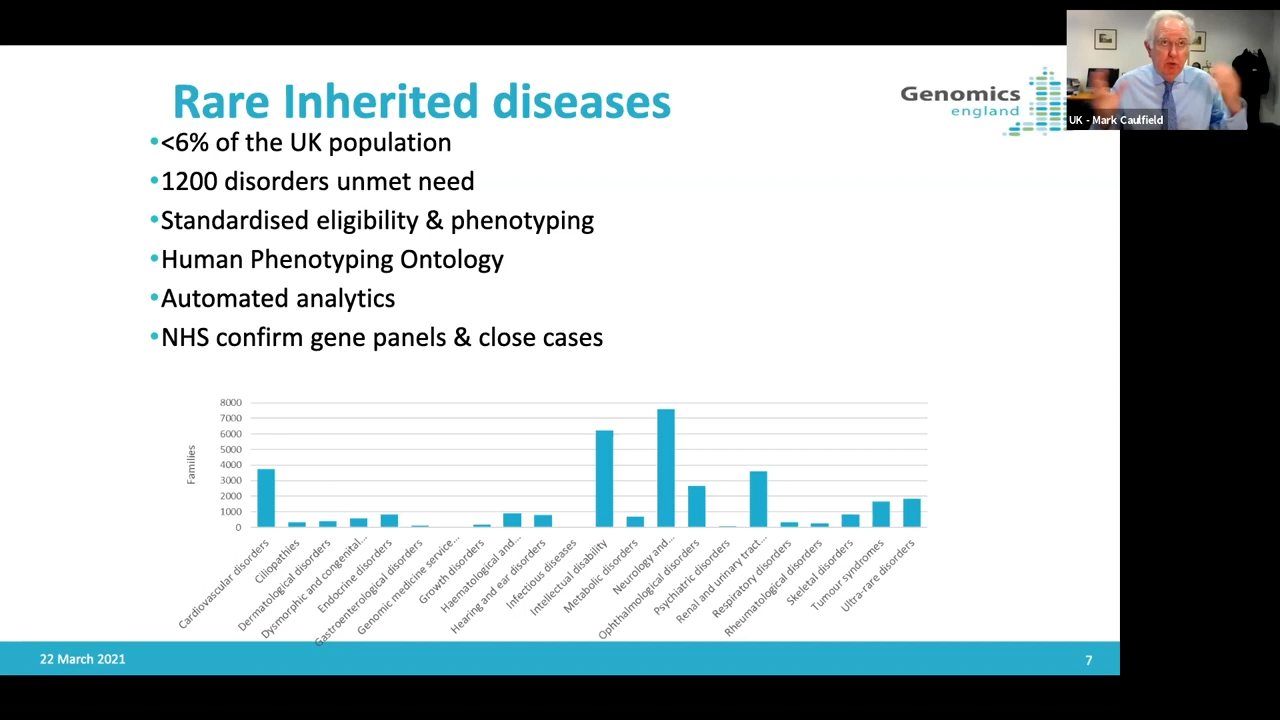 Rare Inherited diseases
Genomics
england
UK - Mark Caulfield
•<6% of the UK population
•1200 disorders unmet need
•Standardised eligibility & phenotyping
•Human Phenotyping Ontology
•Automated analytics
•NHS confirm gene panels & close cases
Families
8000
7000
6000
5000
4000
3000
2000
1000
0
Cardiovascular disorders
Ciliopathies
Dermatological disorders
Dysmorphic and congenital...
Endocrine disorders
Gastroenterological disorders
Genomic medicine service...
Growth disorders
Haematological and...
Hearing and ear disorders
Infectious diseases
Intellectual disability
Metabolic disorders
Neurology and...
Ophthalmological disorders
Psychiatric disorders
Renal and urinary tract...
Respiratory disorders
Rheumatological disorders
Skeletal disorders
Tumour syndromes
Ultra-rare disorders
22 March 2021
7